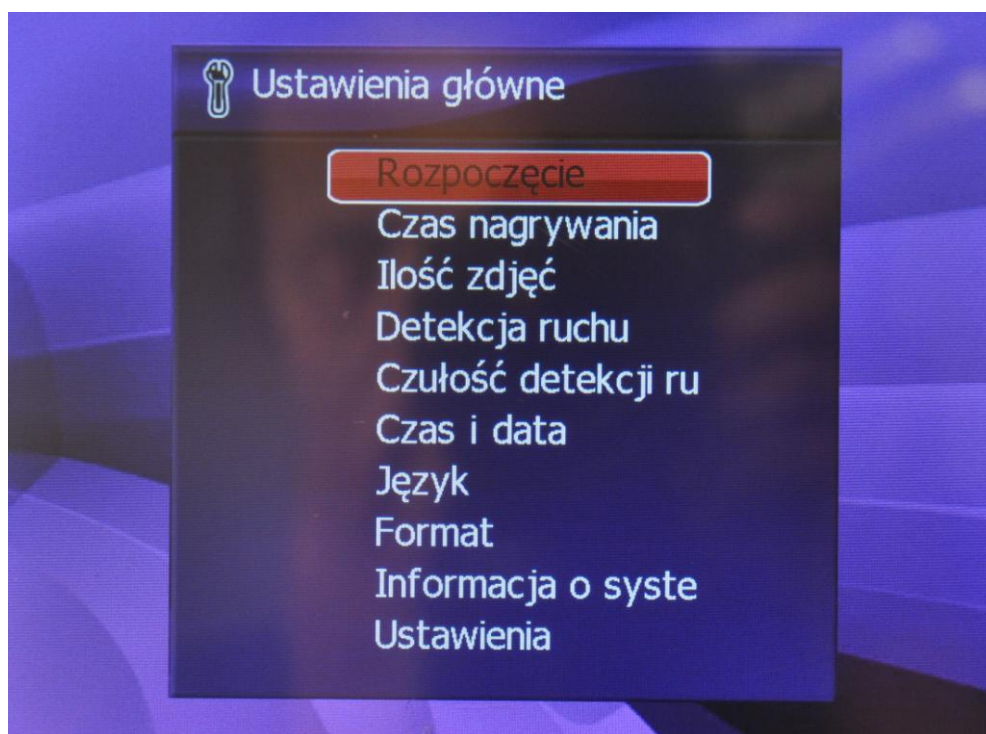 Ustawienia główne
Rozpoczęcie
Czas nagrywania
Ilość zdjęć
Detekcja ruchu
Czułość detekcji ru
Czas i data
Język
Format
Informacja o syste
Ustawienia